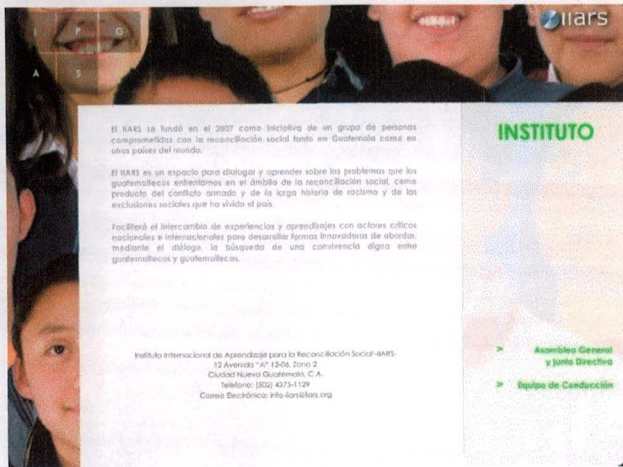 I P G
A S
iiars
El IIARS se fundó en el 2007 como iniciativa de un grupo de personas
comprometidas con la reconciliación social tanto en Guatemala como en
otros países del mundo.
El IIARS es un espacio para dialogar y aprender sobre los problemas que los
guatemaltecos enfrentamos en el ámbito de la reconciliación social, como
producto del conflicto armado y de la larga historia de racismo y de las
exclusiones sociales que ha vivido el país.
Facilitará el intercambio de experiencias y aprendizajes con actores críticos
nacionales e internacionales para desarrollar formas innovadoras de abordar,
mediante el diálogo, la búsqueda de una convivencia digna entre
guatemaltecos y guatemaltecas.
Instituto Internacional de Aprendizaje para la Reconciliación Social -IIARS-
12 Avenida "A" 12-06, Zona 2
Ciudad Nueva Guatemala, C.A.
Teléfono: (502) 4375-1129
Correo Electrónico: info.iiars@iiars.org
INSTITUTO
> Asamblea General
y Junta Directiva
> Equipo de Conducción